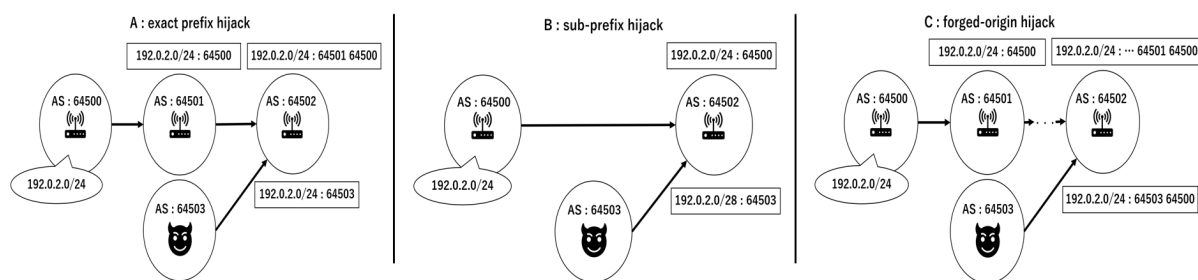 A : exact prefix hijack
192.0.2.0/24 : 64500
192.0.2.0/24 : 64501 64500
AS : 64500
AS : 64501
AS : 64502
192.0.2.0/24
192.0.2.0/24 : 64503
AS : 64503
B : sub-prefix hijack
192.0.2.0/24 : 64500
AS : 64500
AS : 64502
192.0.2.0/24
192.0.2.0/28 : 64503
AS : 64503
C : forged-origin hijack
192.0.2.0/24 : 64500
192.0.2.0/24 : ··· 64501 64500
AS : 64500
AS : 64501
AS : 64502
192.0.2.0/24
192.0.2.0/24 : 64503 64500
AS : 64503